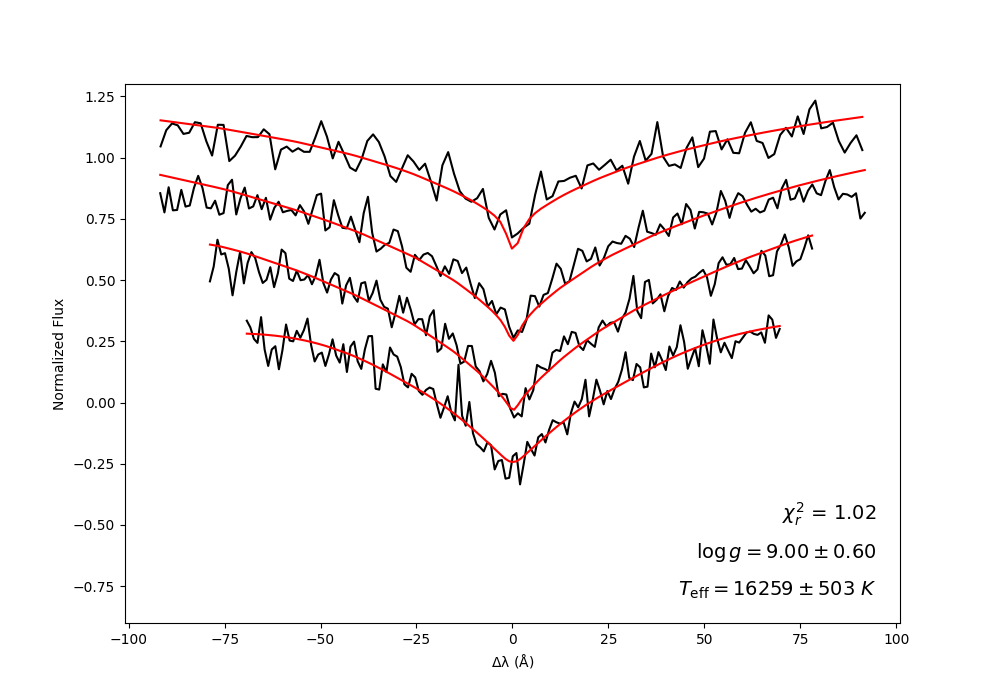 1.25
1.00
0.75
0.50
0.25
0.00
−0.25
−0.50
−0.75
Normalized Flux
χ²ᵣ = 1.02
log g = 9.00 ± 0.60
T_eff = 16259 ± 503 K
−100 −75 −50 −25 0 25 50 75 100
Δλ (Å)